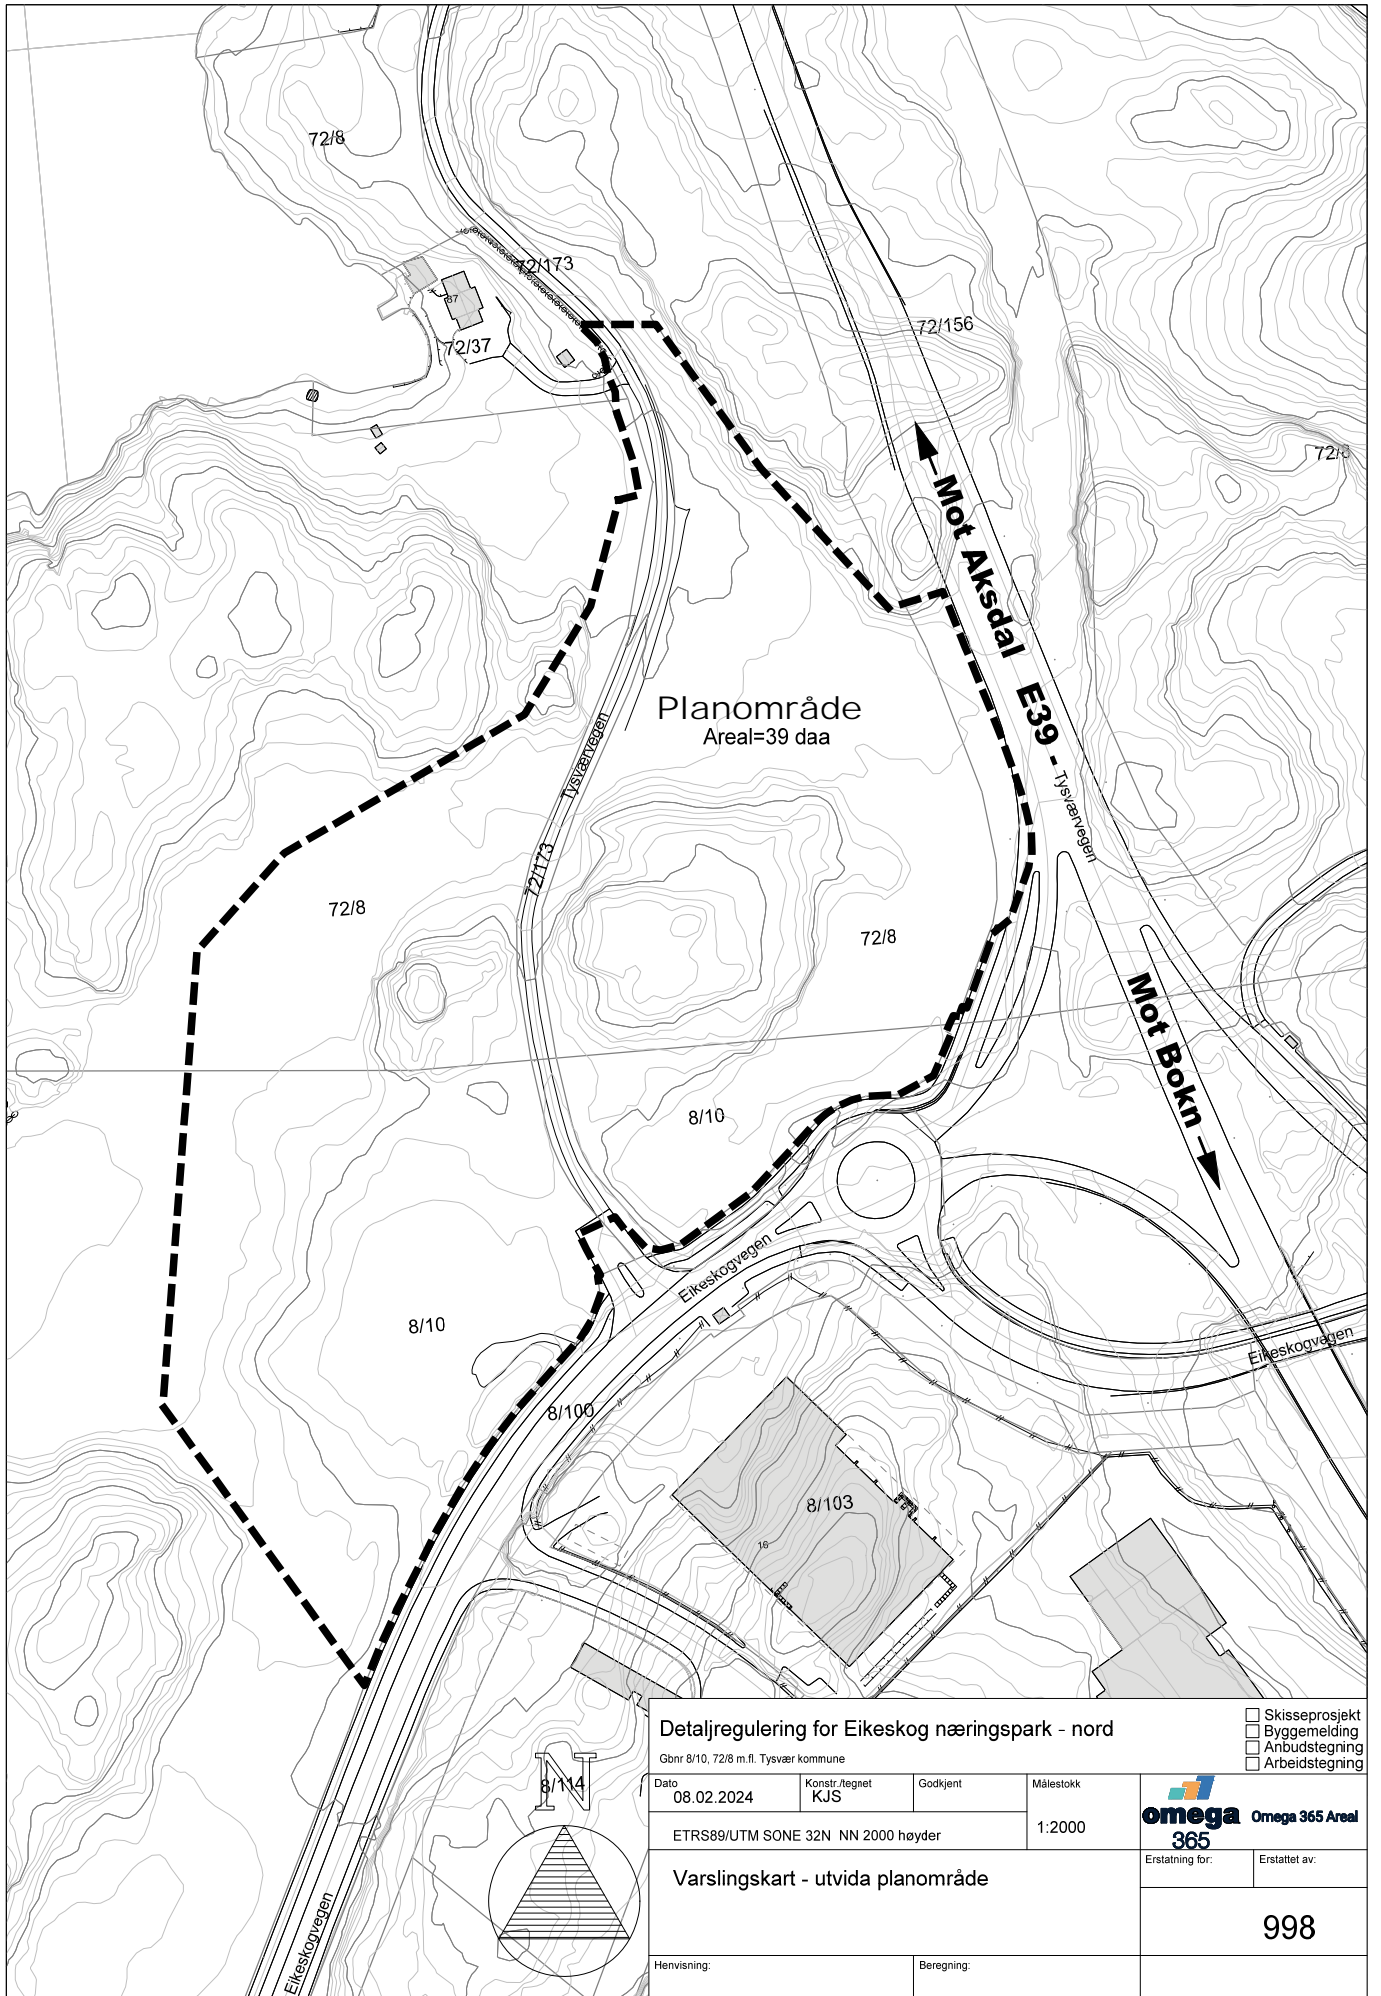 72/8
72/173
87
72/37
72/156
72/8
Mot Aksdal
E39 -
Tysværvegen
Planområde
Areal=39 daa
Tysværvegen
72/173
72/8
72/8
Mot Bokn
8/10
Eikeskogvegen
8/10
Eikeskogvegen
8/100
8/103
16
8/114
N
Eikeskogvegen
Detaljregulering for Eikeskog næringspark - nord
Gbnr 8/10, 72/8 m.fl. Tysvær kommune
Skisseprosjekt
Byggemelding
Anbudstegning
Arbeidstegning
Dato
08.02.2024
Konstr./tegnet
KJS
Godkjent
Målestokk
1:2000
ETRS89/UTM SONE 32N NN 2000 høyder
omega
365
Omega 365 Areal
Erstatning for:
Erstattet av:
Varslingskart - utvida planområde
998
Henvisning:
Beregning: